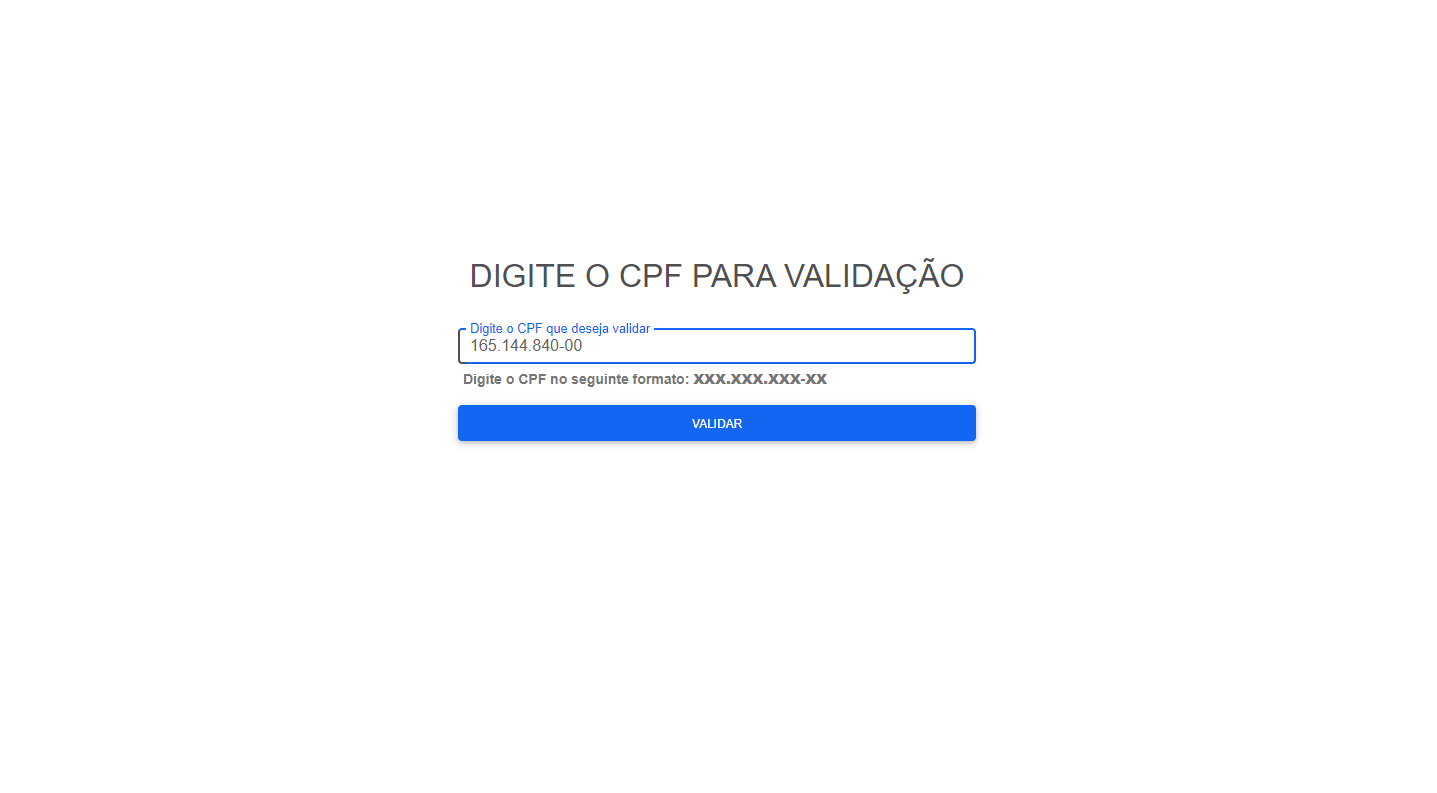 DIGITE O CPF PARA VALIDAÇÃO
Digite o CPF que deseja validar
165.144.840-00
Digite o CPF no seguinte formato: XXX.XXX.XXX-XX
VALIDAR